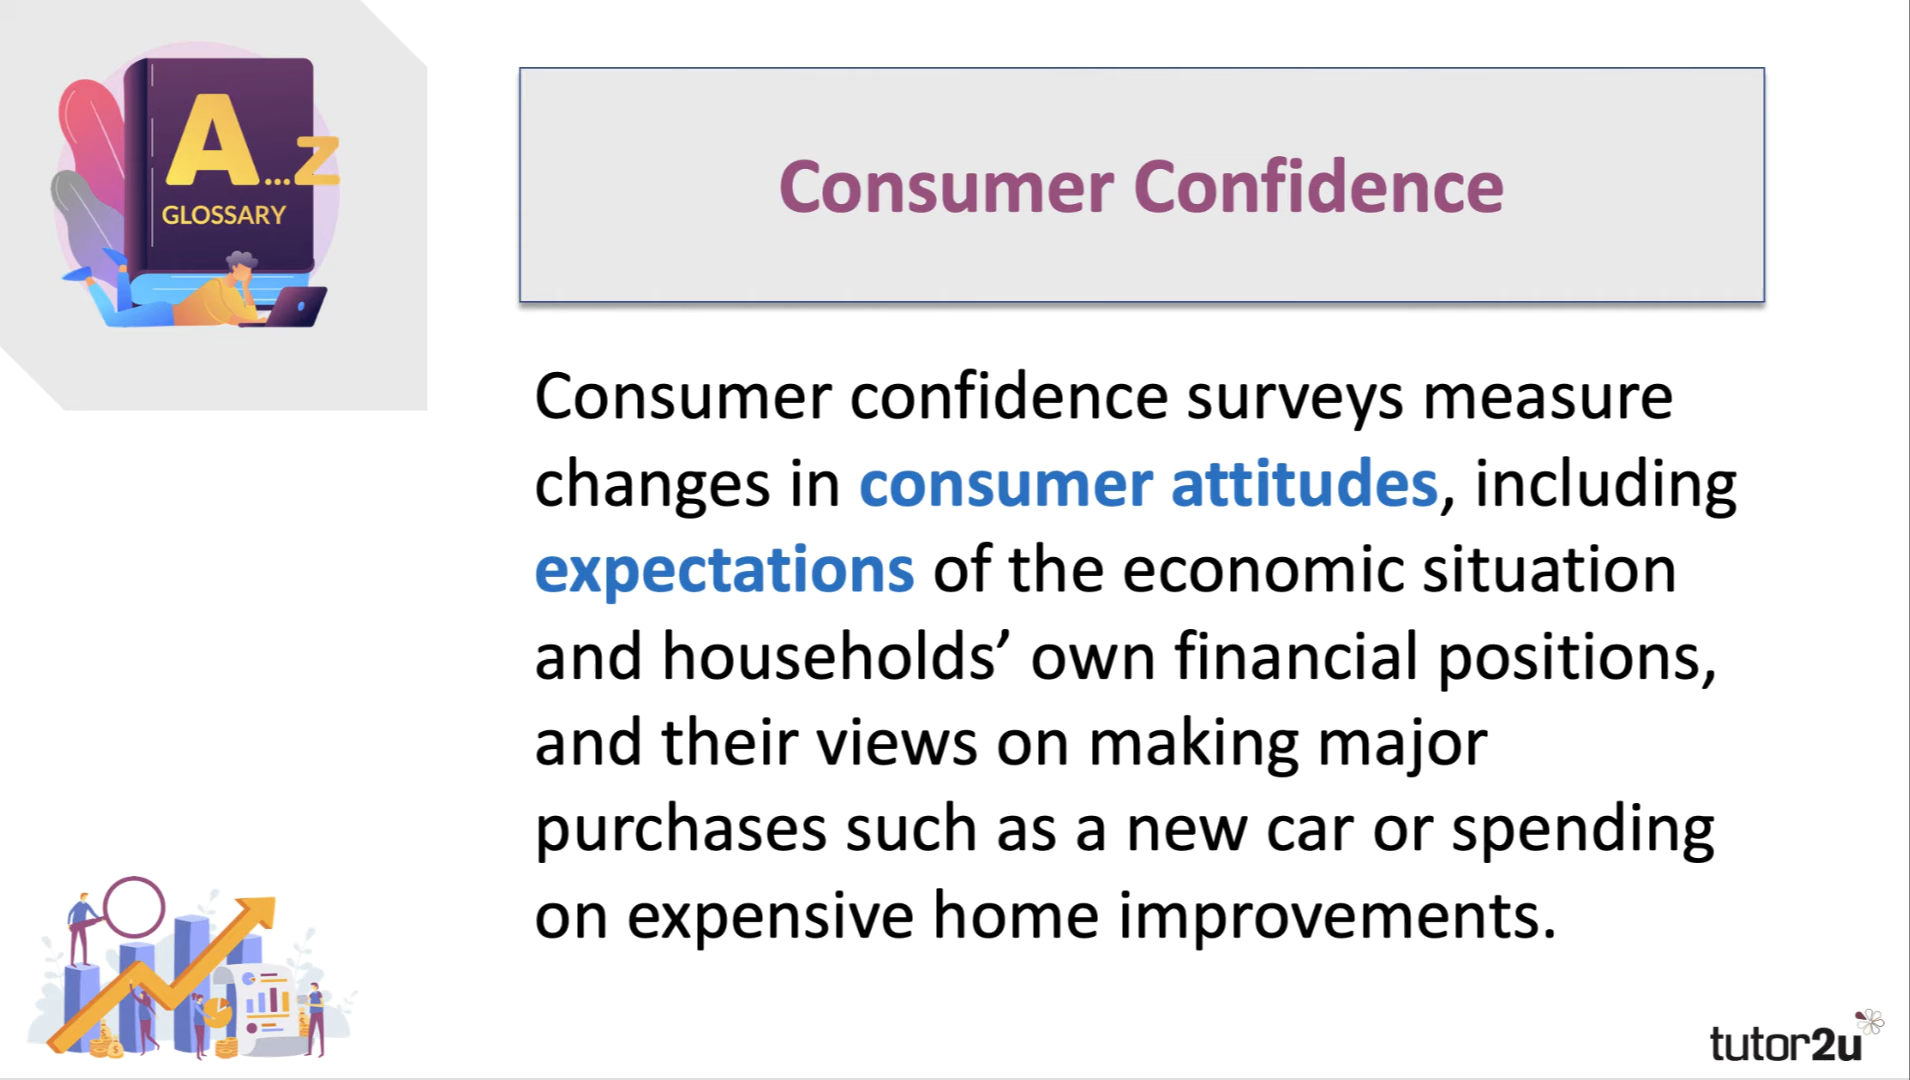 A...Z
GLOSSARY
Consumer Confidence
Consumer confidence surveys measure
changes in consumer attitudes, including
expectations of the economic situation
and households’ own financial positions,
and their views on making major
purchases such as a new car or spending
on expensive home improvements.
tutor2u